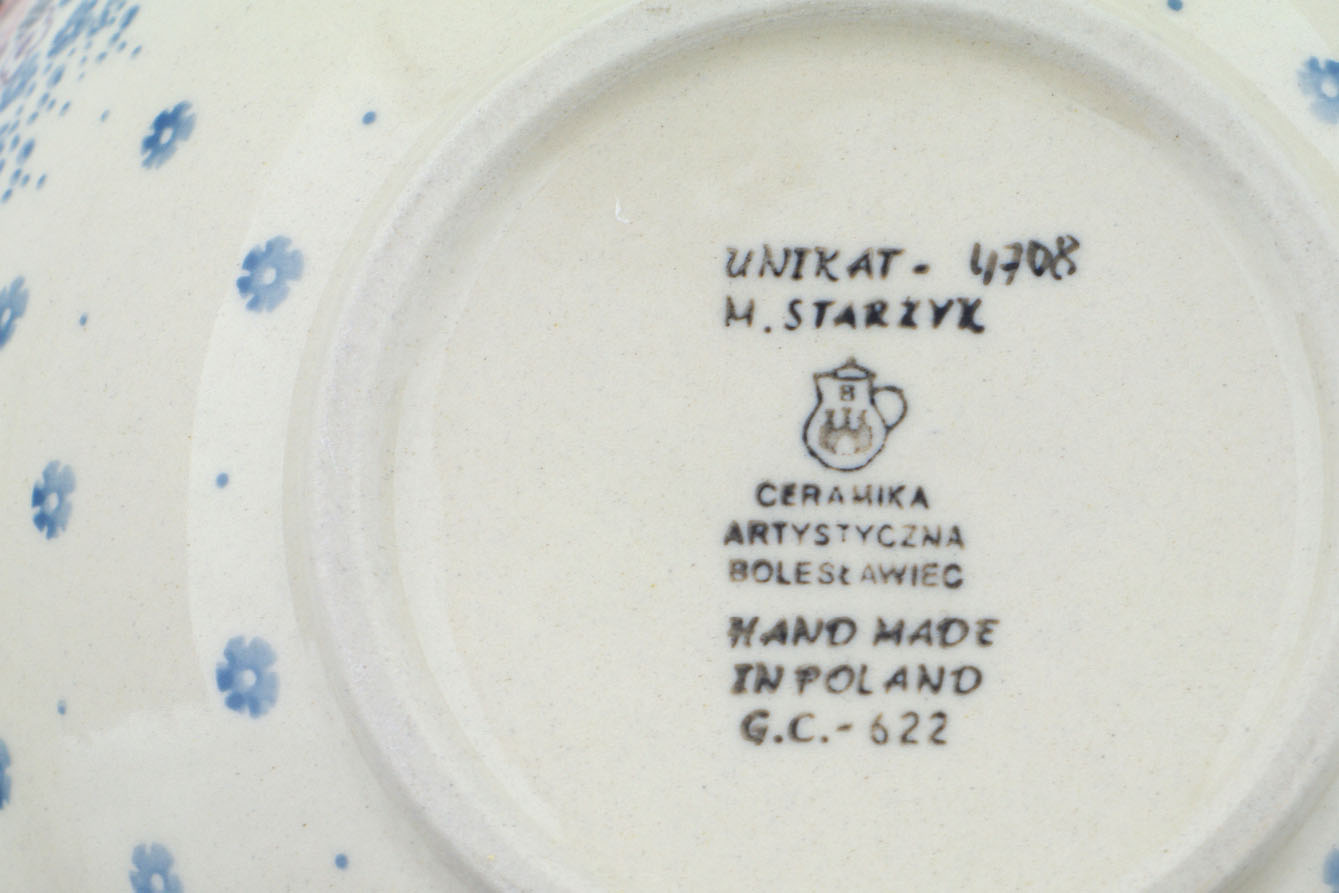 UNIKAT - 4708
M. STARZYK
B
CERAMIKA
ARTYSTYCZNA
BOLESŁAWIEC
HAND MADE
IN POLAND
G.C.- 622